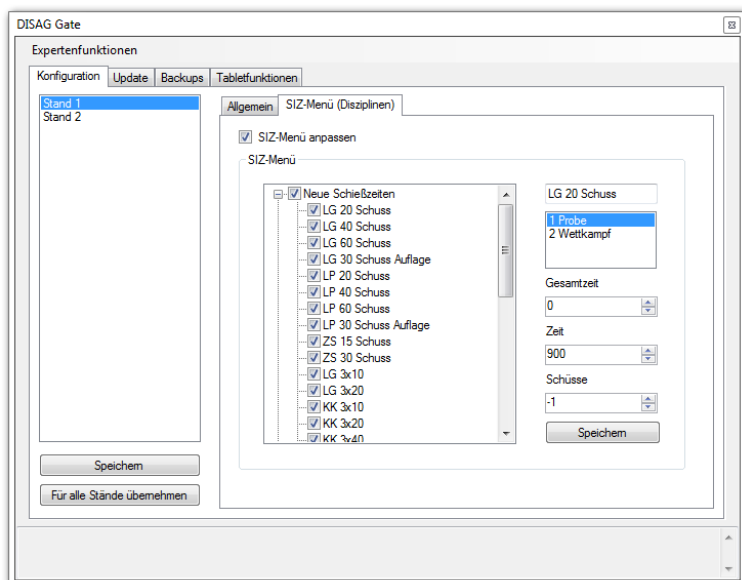 DISAG Gate
Expertenfunktionen
Konfiguration Update Backups Tabletfunktionen
Stand 1
Stand 2
Allgemein SIZ-Menü (Disziplinen)
SIZ-Menü anpassen
SIZ-Menü
Neue Schießzeiten
LG 20 Schuss
LG 40 Schuss
LG 60 Schuss
LG 30 Schuss Auflage
LP 20 Schuss
LP 40 Schuss
LP 60 Schuss
LP 30 Schuss Auflage
ZS 15 Schuss
ZS 30 Schuss
LG 3x10
LG 3x20
KK 3x10
KK 3x20
KK 3x40
LG 20 Schuss
1 Probe
2 Wettkampf
Gesamtzeit
0
Zeit
900
Schüsse
-1
Speichern
Speichern
Für alle Stände übernehmen